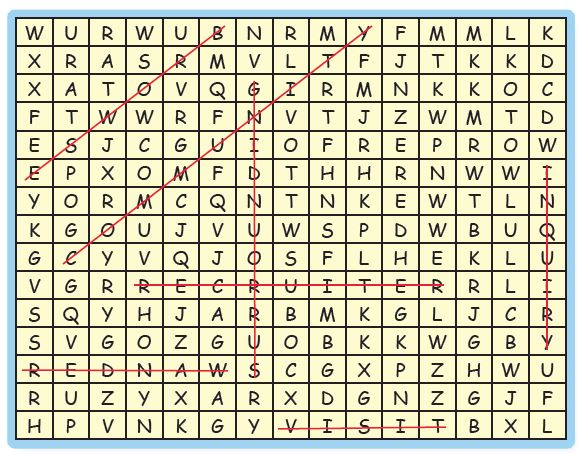 W U R W U B N R M Y F M M L K
X R A S R M V L T F J T K K D
X A T O V Q G I R M N K K O C
F T W W R F N V T J Z W M T D
E S J C G U I O F R E P R O W
E P X O M F D T H H R N W W I
Y O R M C Q N T N K E W T L N
K G O U J V U W S P D W B U Q
G C Y V Q J O S F L H E K L U
V G R R E C R U I T E R R L I
S Q Y H J A R B M K G L J C R
S V G O Z G U O B K K W G B Y
R E D N A W S C G X P Z H W U
R U Z Y X A R X D G N Z G J F
H P V N K G Y V I S I T B X L